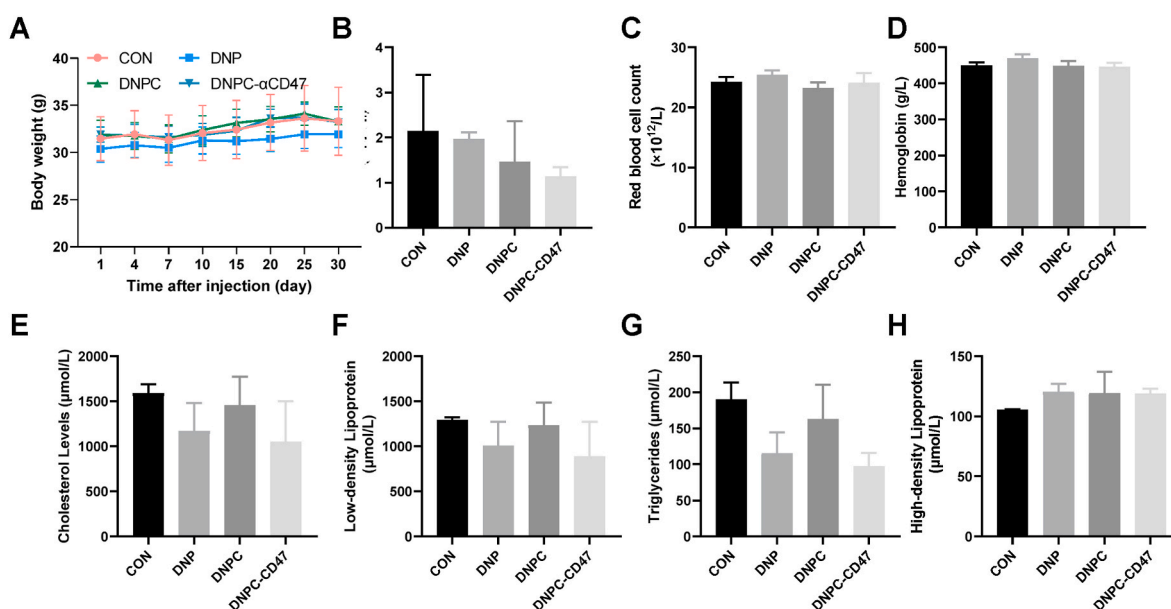 A
CON
DNP
DNPC
DNPC-αCD47
Body weight (g)
40
35
30
25
20
1 4 7 10 15 20 25 30
Time after injection (day)
B
4
3
2
1
0
CON DNP DNPC DNPC-CD47
C
Red blood cell count
(×10¹²/L)
30
20
10
0
CON DNP DNPC DNPC-CD47
D
Hemoglobin (g/L)
500
400
300
200
100
0
CON DNP DNPC DNPC-CD47
E
Cholesterol Levels (μmol/L)
2000
1500
1000
500
0
CON DNP DNPC DNPC-CD47
F
Low-density Lipoprotein
(μmol/L)
2000
1500
1000
500
0
CON DNP DNPC DNPC-CD47
G
Triglycerides (μmol/L)
250
200
150
100
50
0
CON DNP DNPC DNPC-CD47
H
High-density Lipoprotein
(μmol/L)
150
100
50
0
CON DNP DNPC DNPC-CD47